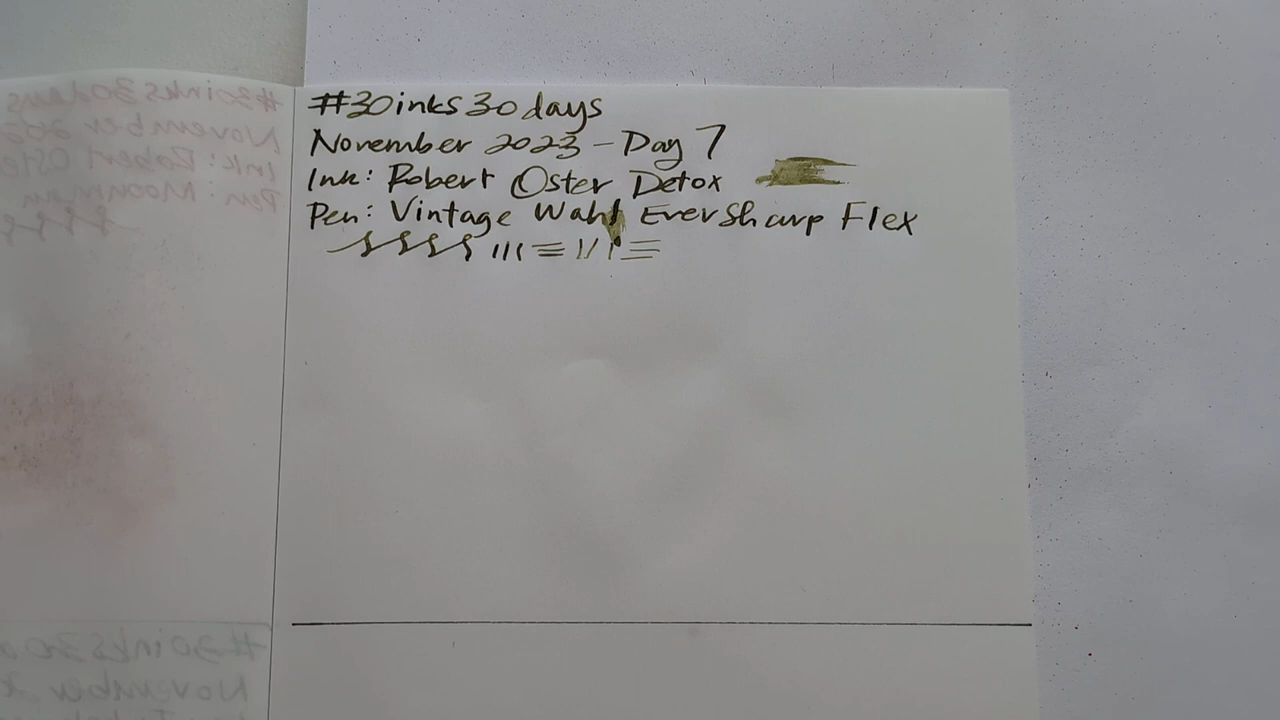 #30inks30days
November 2023 - Day 7
Ink: Robert Oster Detox
Pen: Vintage Wahl Eversharp Flex